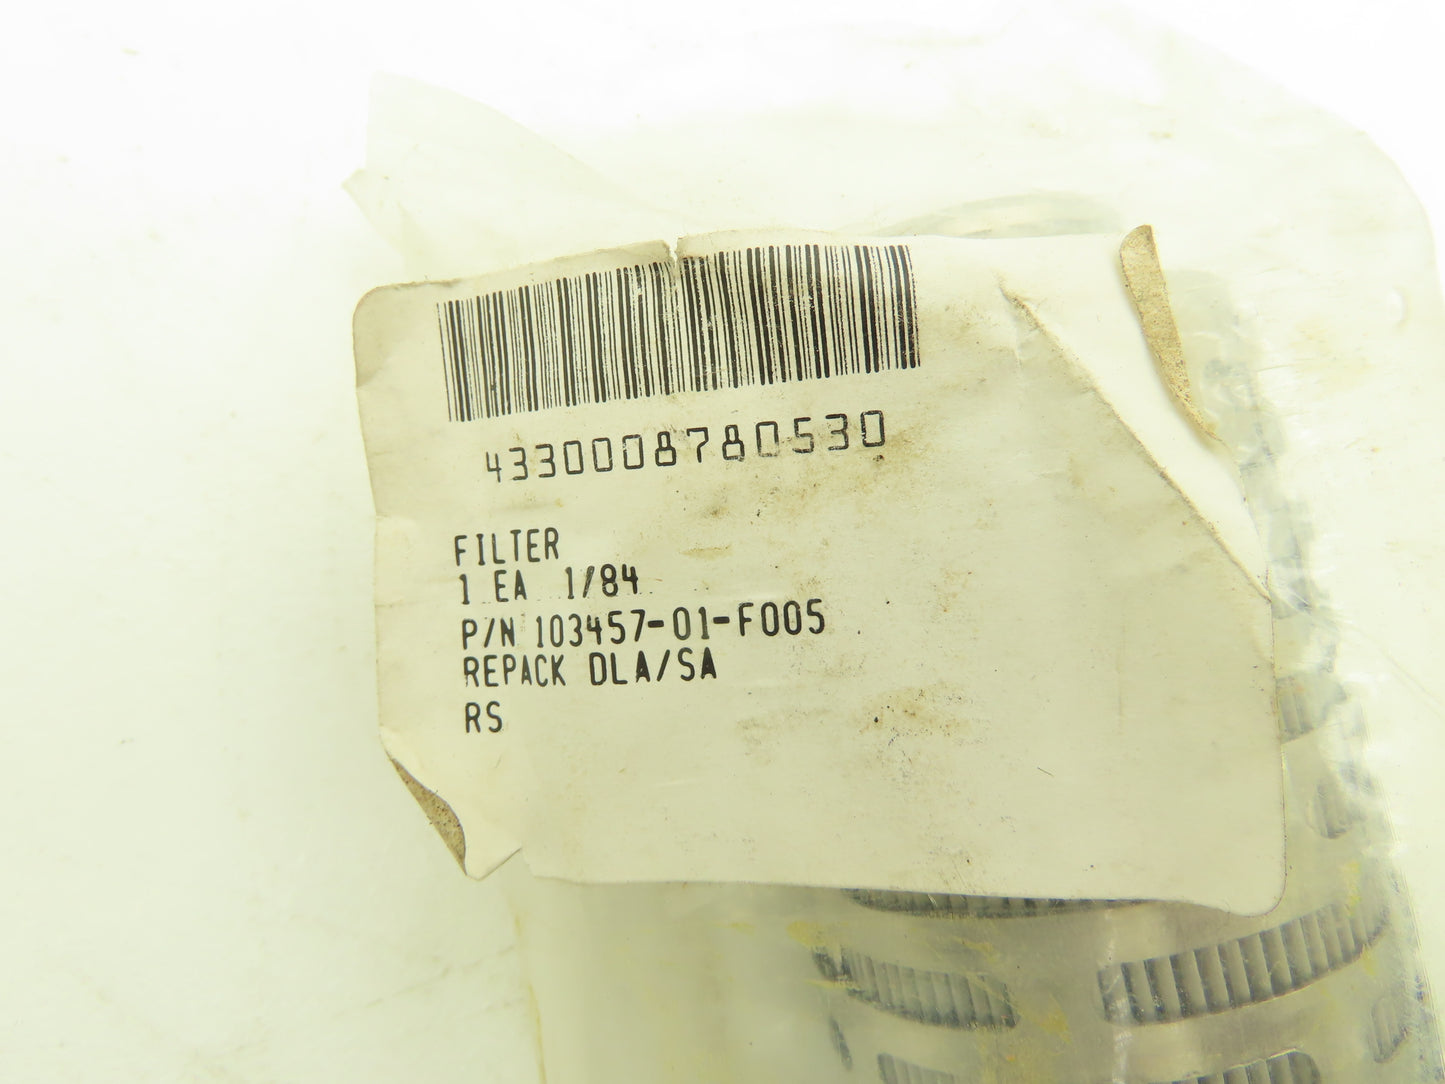 4330008780530
FILTER
1 EA 1/84
P/N 103457-01-F005
REPACK DLA/SA
RS